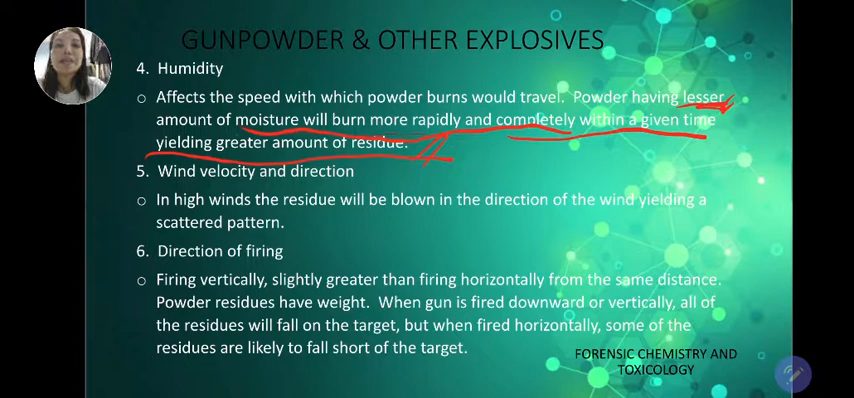 GUNPOWDER & OTHER EXPLOSIVES
4. Humidity
o Affects the speed with which powder burns would travel. Powder having lesser
amount of moisture will burn more rapidly and completely within a given time
yielding greater amount of residue.
5. Wind velocity and direction
o In high winds the residue will be blown in the direction of the wind yielding a
scattered pattern.
6. Direction of firing
o Firing vertically, slightly greater than firing horizontally from the same distance.
Powder residues have weight. When gun is fired downward or vertically, all of
the residues will fall on the target, but when fired horizontally, some of the
residues are likely to fall short of the target.
FORENSIC CHEMISTRY AND
TOXICOLOGY